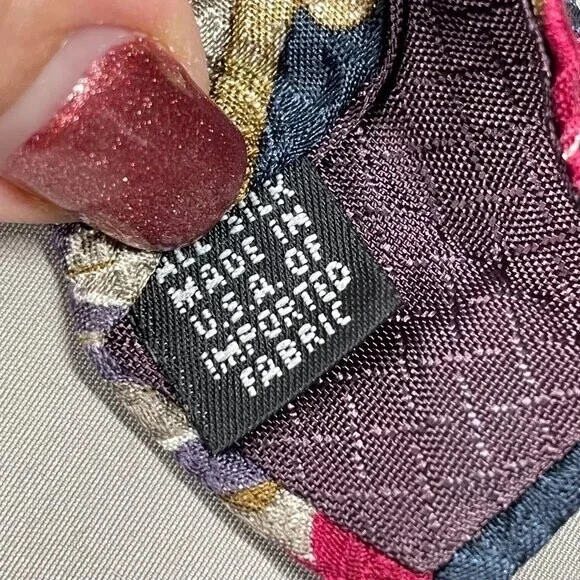 ALL SILK
MADE IN
U.S.A. OF
IMPORTED
FABRIC